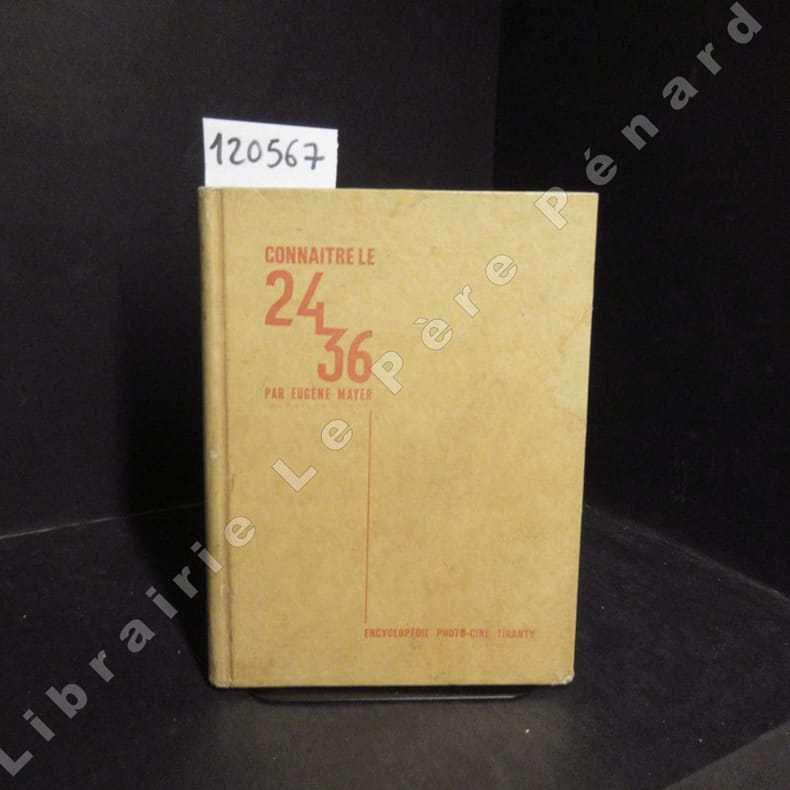 120567
CONNAITRE LE
24
36
PAR EUGÈNE MAYER
ENCYCLOPÉDIE PHOTO-CINÉ TIRANTY
Librairie Le Père Pénard